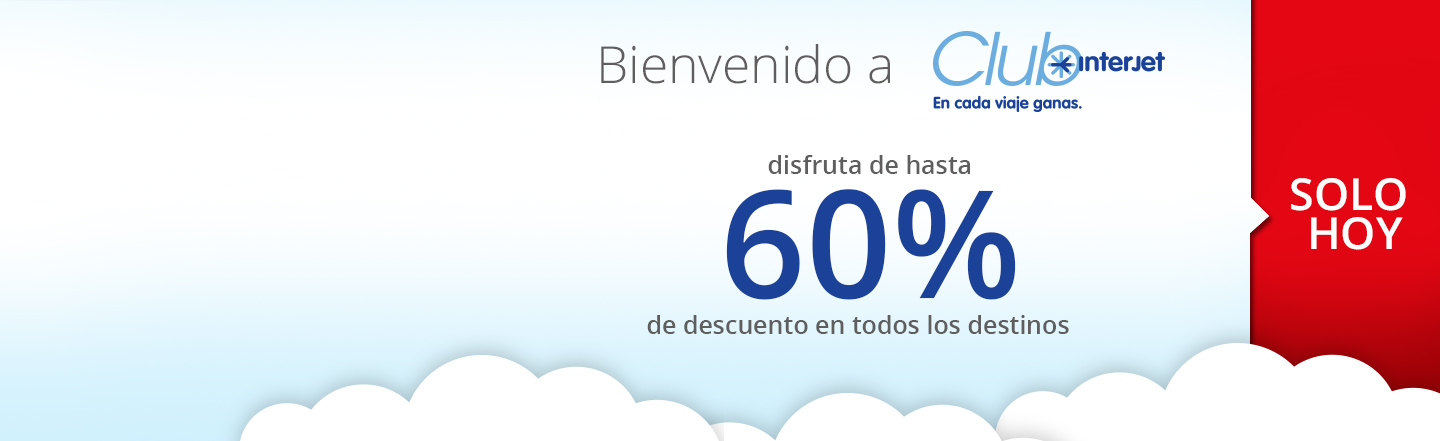 Bienvenido a
Club interjet
En cada viaje ganas.
disfruta de hasta
60%
de descuento en todos los destinos
SOLO
HOY